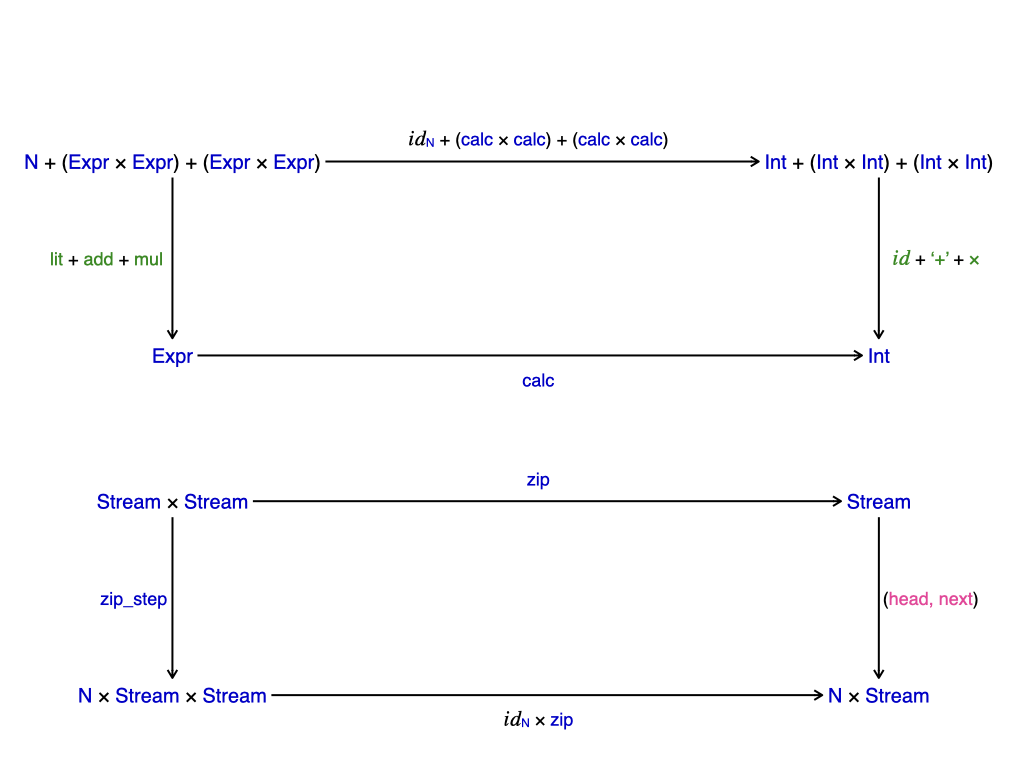 id_N + (calc × calc) + (calc × calc)
N + (Expr × Expr) + (Expr × Expr)
Int + (Int × Int) + (Int × Int)
lit + add + mul
id + ‘+’ + ×
Expr
Int
calc
zip
Stream × Stream
Stream
zip_step
(head, next)
N × Stream × Stream
N × Stream
id_N × zip